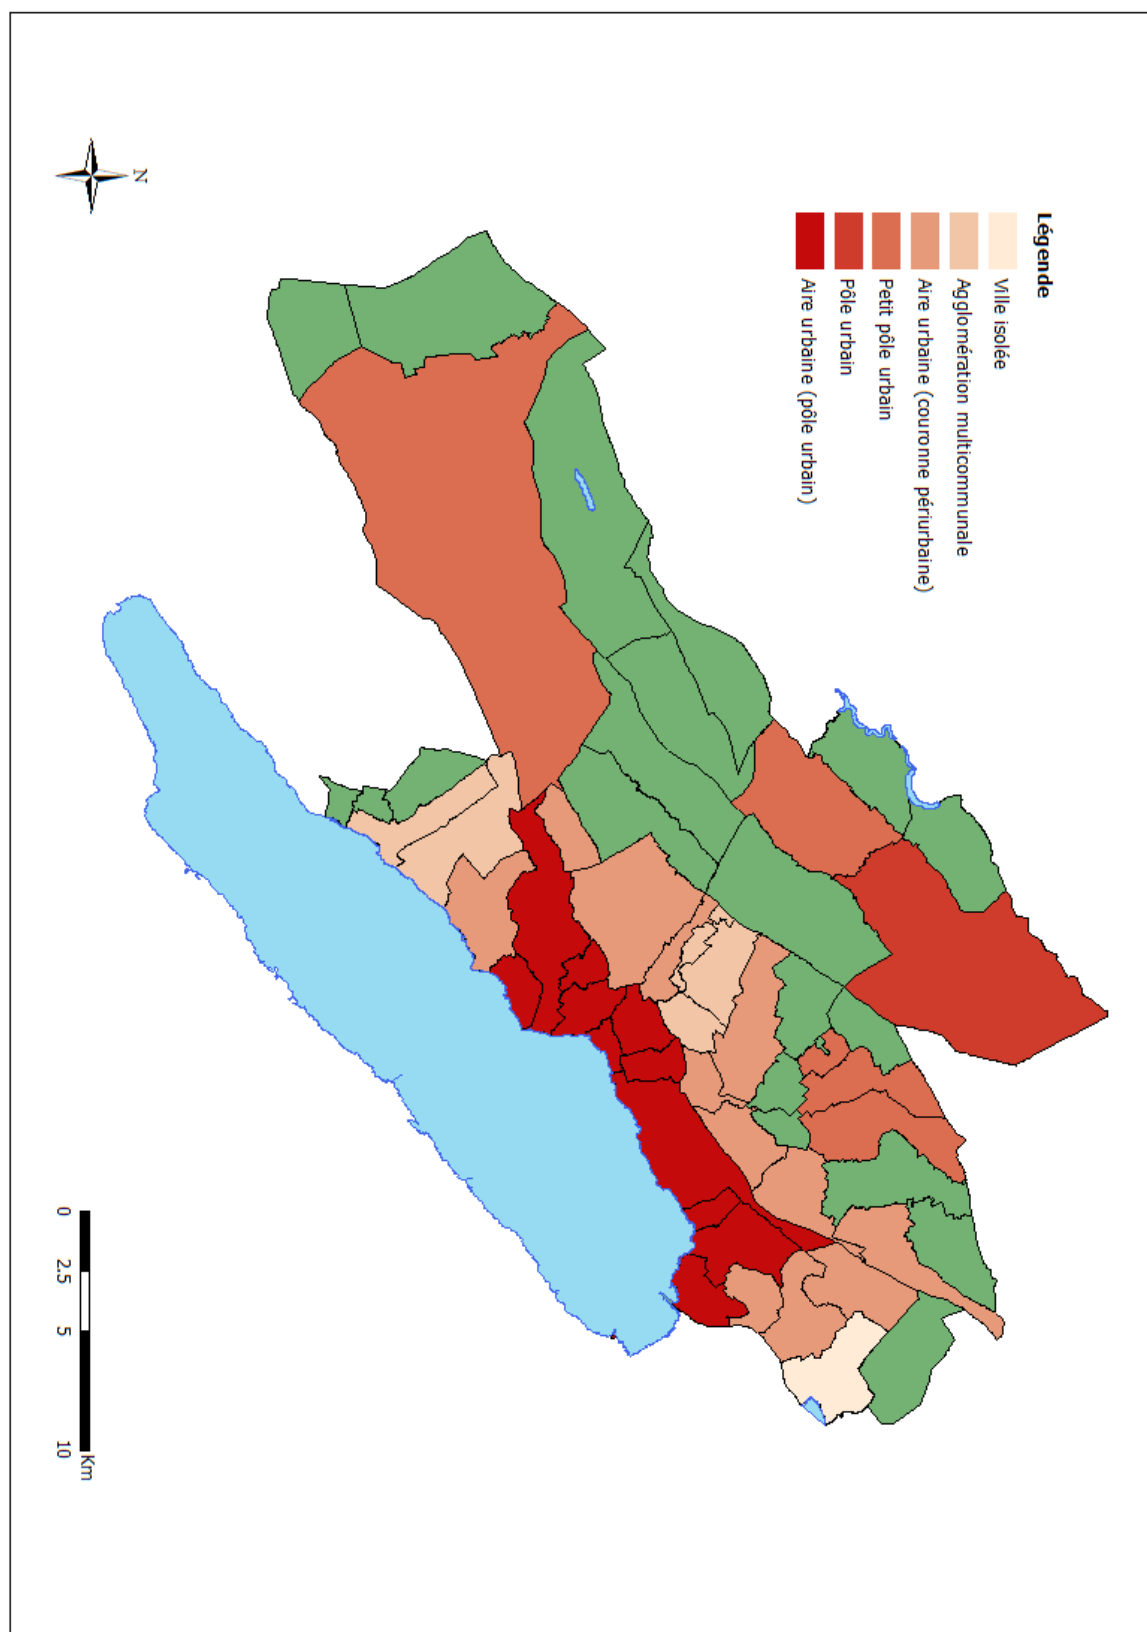 Légende
Ville isolée
Agglomération multicommunale
Aire urbaine (couronne périurbaine)
Petit pôle urbain
Pôle urbain
Aire urbaine (pôle urbain)
N
0 2.5 5 10
Km